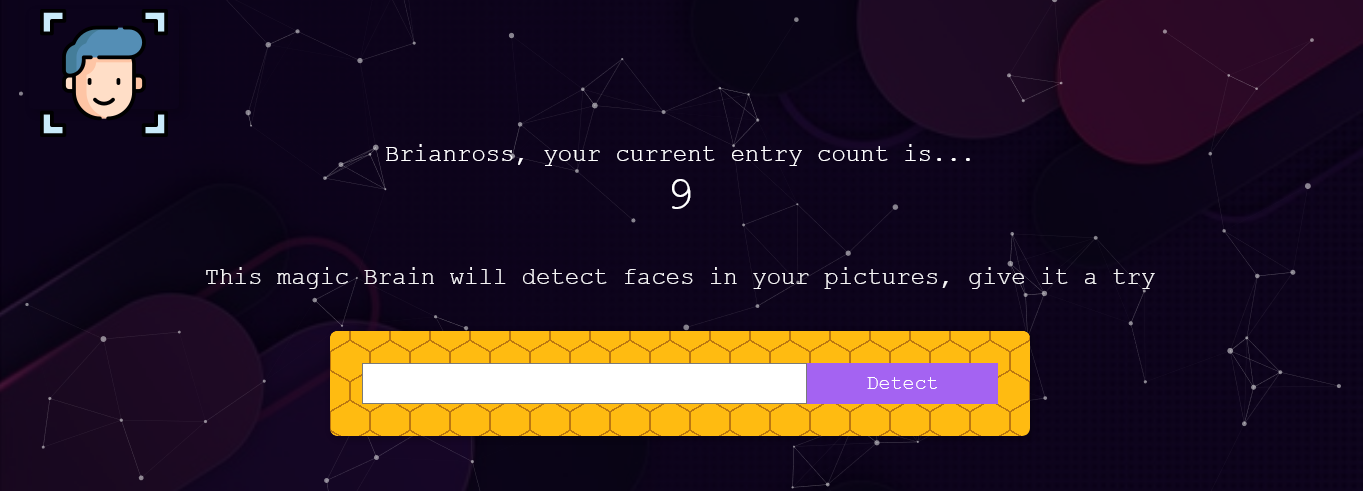 Brianross, your current entry count is...
9
This magic Brain will detect faces in your pictures, give it a try
Detect